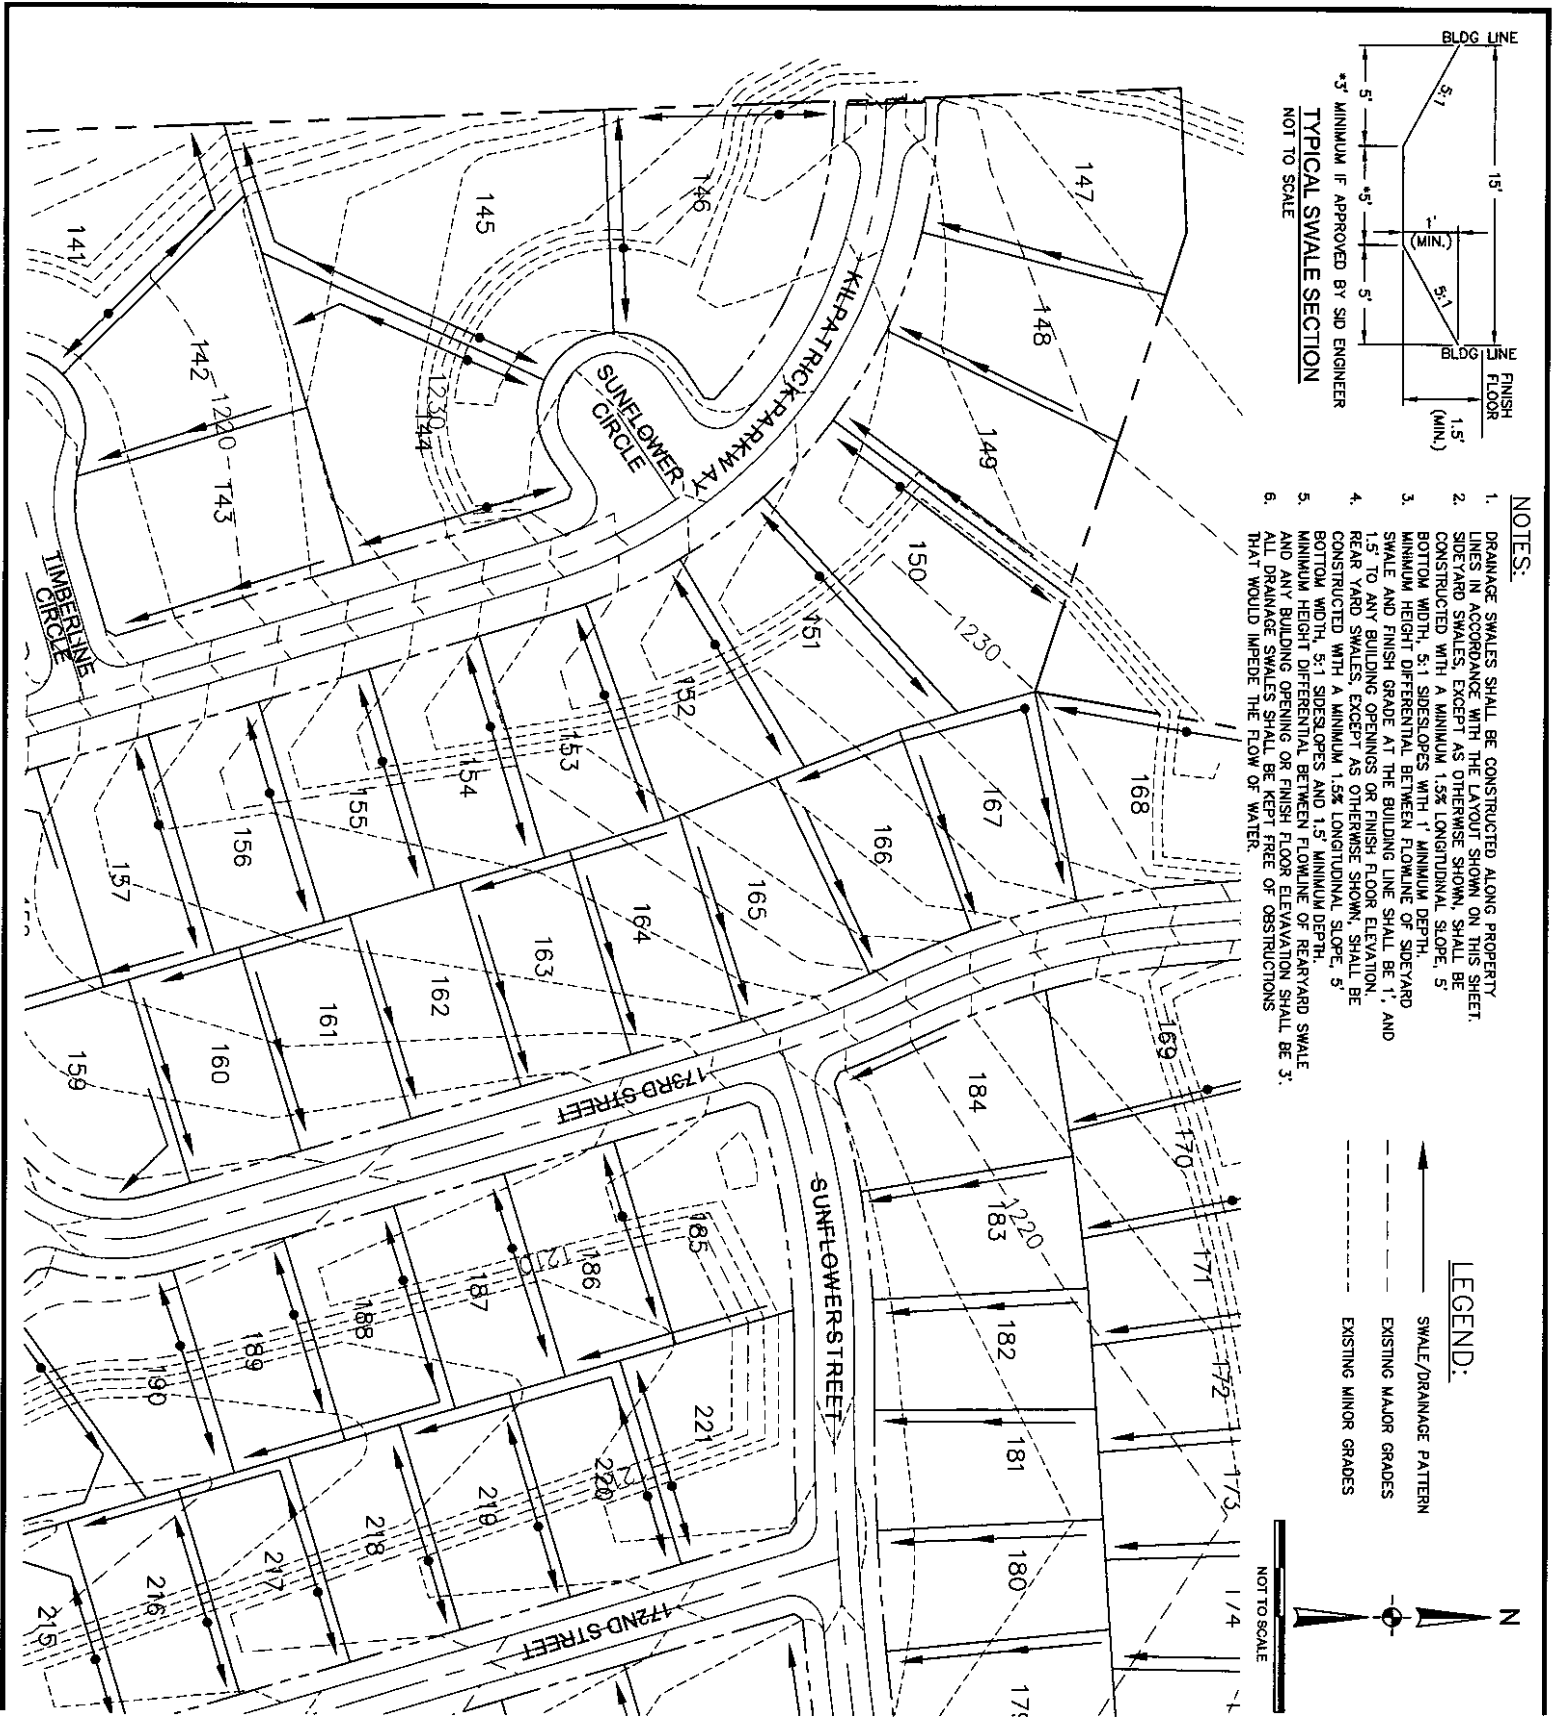 BLDG LINE
15'
5:1
5'
*5'
1'
(MIN.)
5'
5:1
BLDG LINE
FINISH
FLOOR
1.5'
(MIN.)
*3' MINIMUM IF APPROVED BY SID ENGINEER
TYPICAL SWALE SECTION
NOT TO SCALE
NOTES:
1. DRAINAGE SWALES SHALL BE CONSTRUCTED ALONG PROPERTY
LINES IN ACCORDANCE WITH THE LAYOUT SHOWN ON THIS SHEET.
2. SIDEYARD SWALES, EXCEPT AS OTHERWISE SHOWN, SHALL BE
CONSTRUCTED WITH A MINIMUM 1.5% LONGITUDINAL SLOPE, 5'
BOTTOM WIDTH, 5:1 SIDESLOPES WITH 1' MINIMUM DEPTH.
3. MINIMUM HEIGHT DIFFERENTIAL BETWEEN FLOWLINE OF SIDEYARD
SWALE AND FINISH GRADE AT THE BUILDING LINE SHALL BE 1', AND
1.5' TO ANY BUILDING OPENINGS OR FINISH FLOOR ELEVATION.
4. REAR YARD SWALES, EXCEPT AS OTHERWISE SHOWN, SHALL BE
CONSTRUCTED WITH A MINIMUM 1.5% LONGITUDINAL SLOPE, 5'
BOTTOM WIDTH, 5:1 SIDESLOPES AND 1.5' MINIMUM DEPTH.
5. MINIMUM HEIGHT DIFFERENTIAL BETWEEN FLOWLINE OF REARYARD SWALE
AND ANY BUILDING OPENING OR FINISH FLOOR ELEVAVATION SHALL BE 3'.
6. ALL DRAINAGE SWALES SHALL BE KEPT FREE OF OBSTRUCTIONS
THAT WOULD IMPEDE THE FLOW OF WATER.
LEGEND:
SWALE/DRAINAGE PATTERN
EXISTING MAJOR GRADES
EXISTING MINOR GRADES
N
NOT TO SCALE
147
148
149
150
1230
168
169
170
171
172
173
174
146
KILPATRICK PARKWAY
151
167
184
183
1220
182
181
180
179
145
SUNFLOWER
CIRCLE
152
166
153
165
SUNFLOWER STREET
144
1230
154
164
173RD STREET
185
221
141
142
1220
143
155
163
186
220
172ND STREET
156
162
187
219
TIMBERLINE
CIRCLE
157
161
188
218
160
189
217
159
190
216
215